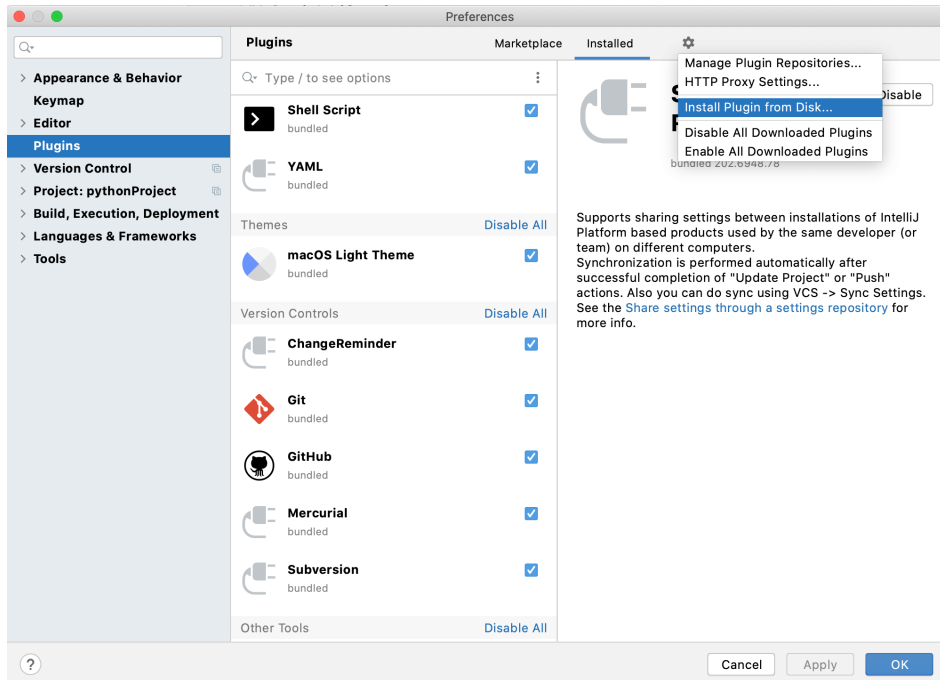 Preferences
Plugins
Marketplace
Installed
Manage Plugin Repositories...
HTTP Proxy Settings...
Install Plugin from Disk...
Disable All Downloaded Plugins
Enable All Downloaded Plugins
Appearance & Behavior
Keymap
Editor
Plugins
Version Control
Project: pythonProject
Build, Execution, Deployment
Languages & Frameworks
Tools
Type / to see options
Shell Script
bundled
YAML
bundled
Themes
Disable All
macOS Light Theme
bundled
Version Controls
Disable All
ChangeReminder
bundled
Git
bundled
GitHub
bundled
Mercurial
bundled
Subversion
bundled
Other Tools
Disable All
bundled 202.6948.78
Supports sharing settings between installations of IntelliJ
Platform based products used by the same developer (or
team) on different computers.
Synchronization is performed automatically after
successful completion of "Update Project" or "Push"
actions. Also you can do sync using VCS -> Sync Settings.
See the Share settings through a settings repository for
more info.
?
Cancel
Apply
OK